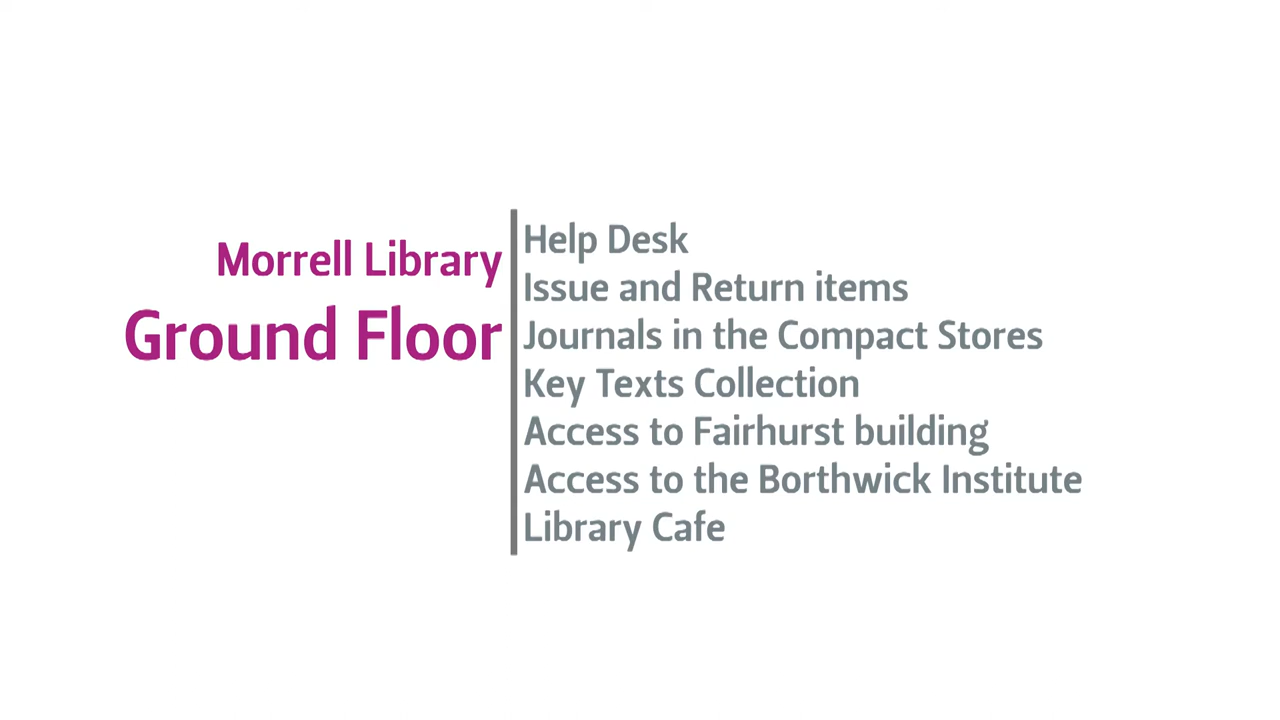 Morrell Library
Ground Floor
Help Desk
Issue and Return items
Journals in the Compact Stores
Key Texts Collection
Access to Fairhurst building
Access to the Borthwick Institute
Library Cafe